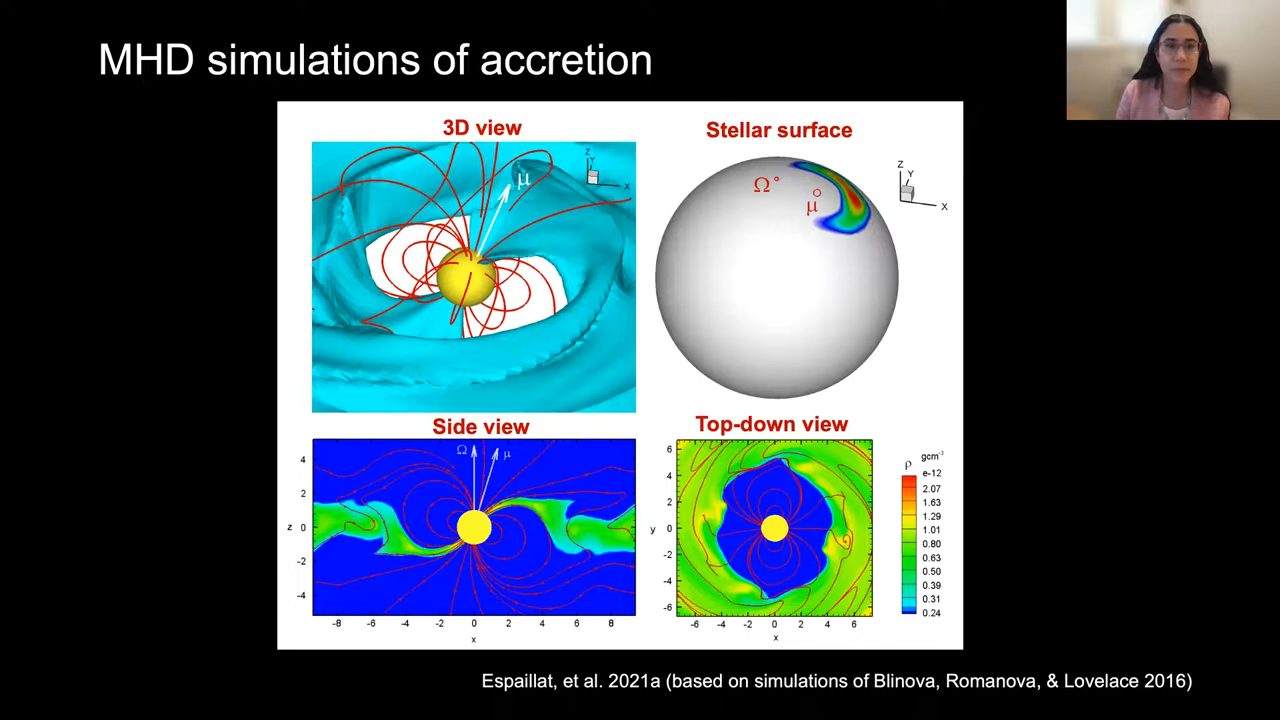 MHD simulations of accretion
3D view
Stellar surface
Z
Y
X
μ
Z
Y
X
Ω
μ
Side view
Top-down view
Ω
μ
4
2
z 0
-2
-4
-8 -6 -4 -2 0 2 4 6 8
x
6
4
2
y 0
-2
-4
-6
-6 -4 -2 0 2 4 6
x
ρ gcm⁻³
e-12
2.07
1.63
1.29
1.01
0.80
0.63
0.50
0.39
0.31
0.24
Espaillat, et al. 2021a (based on simulations of Blinova, Romanova, & Lovelace 2016)